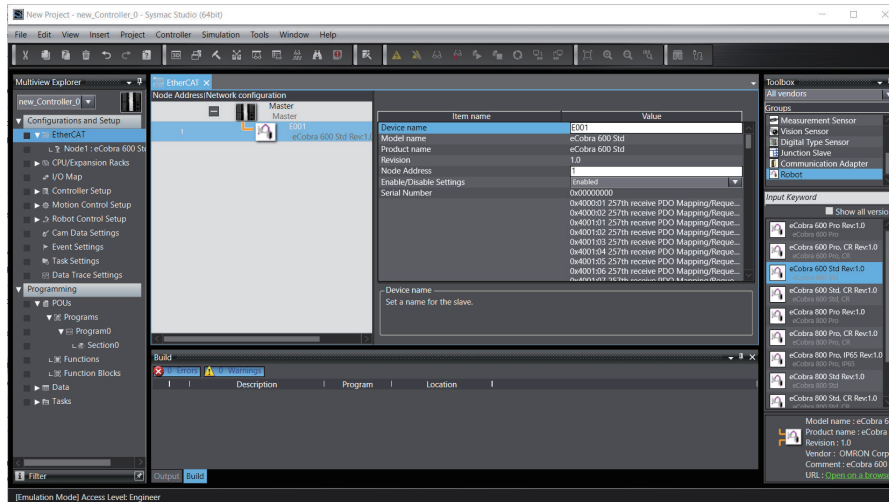 New Project - new_Controller_0 - Sysmac Studio (64bit)
File Edit View Insert Project Controller Simulation Tools Window Help
Multiview Explorer
new_Controller_0
Configurations and Setup
EtherCAT
Node1 : eCobra 600 St
CPU/Expansion Racks
I/O Map
Controller Setup
Motion Control Setup
Robot Control Setup
Cam Data Settings
Event Settings
Task Settings
Data Trace Settings
Programming
POUs
Programs
Program0
Section0
Functions
Function Blocks
Data
Tasks
Filter
EtherCAT
Node Address|Network configuration
Master
Master
1
E001
eCobra 600 Std Rev:1.
Item name Value
Device name E001
Model name eCobra 600 Std
Product name eCobra 600 Std
Revision 1.0
Node Address 1
Enable/Disable Settings Enabled
Serial Number 0x00000000
0x4000:01 257th receive PDO Mapping/Reque...
0x4000:02 257th receive PDO Mapping/Reque...
0x4001:01 257th receive PDO Mapping/Reque...
0x4001:02 257th receive PDO Mapping/Reque...
0x4001:03 257th receive PDO Mapping/Reque...
0x4001:04 257th receive PDO Mapping/Reque...
0x4001:05 257th receive PDO Mapping/Reque...
0x4001:06 257th receive PDO Mapping/Reque...
0x4001:07 257th receive PDO Mapping/Reque...
Device name
Set a name for the slave.
Build
0 Errors 0 Warnings
Description Program Location
Output Build
Toolbox
All vendors
Groups
Measurement Sensor
Vision Sensor
Digital Type Sensor
Junction Slave
Communication Adapter
Robot
Input Keyword
Show all versio
eCobra 600 Pro Rev:1.0
eCobra 600 Pro
eCobra 600 Pro, CR Rev:1.0
eCobra 600 Pro, CR
eCobra 600 Std Rev:1.0
eCobra 600 Std
eCobra 600 Std, CR Rev:1.0
eCobra 600 Std, CR
eCobra 800 Pro Rev:1.0
eCobra 800 Pro
eCobra 800 Pro, CR Rev:1.0
eCobra 800 Pro, CR
eCobra 800 Pro, IP65 Rev:1.0
eCobra 800 Pro, IP65
eCobra 800 Std Rev:1.0
eCobra 800 Std
eCobra 800 Std, CR Rev:1.0
eCobra 800 Std, CR
Model name : eCobra 6
Product name : eCobra
Revision : 1.0
Vendor : OMRON Corp
Comment : eCobra 600
URL : Open on a brows
[Emulation Mode] Access Level: Engineer